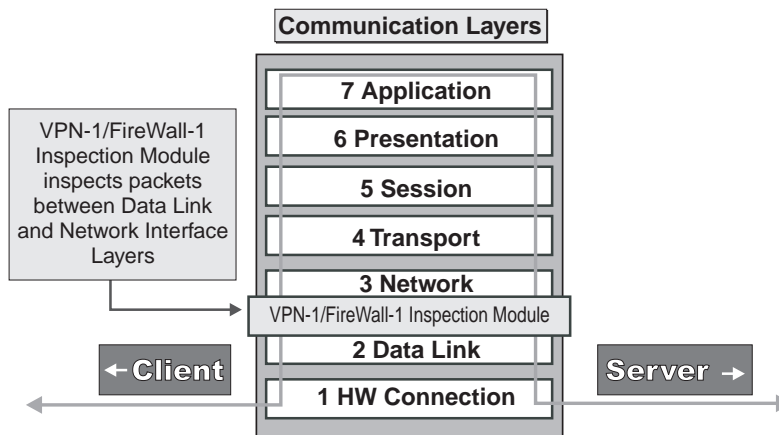 Communication Layers
7 Application
6 Presentation
5 Session
4 Transport
3 Network
VPN-1/FireWall-1 Inspection Module
2 Data Link
1 HW Connection
VPN-1/FireWall-1
Inspection Module
inspects packets
between Data Link
and Network Interface
Layers
Client
Server